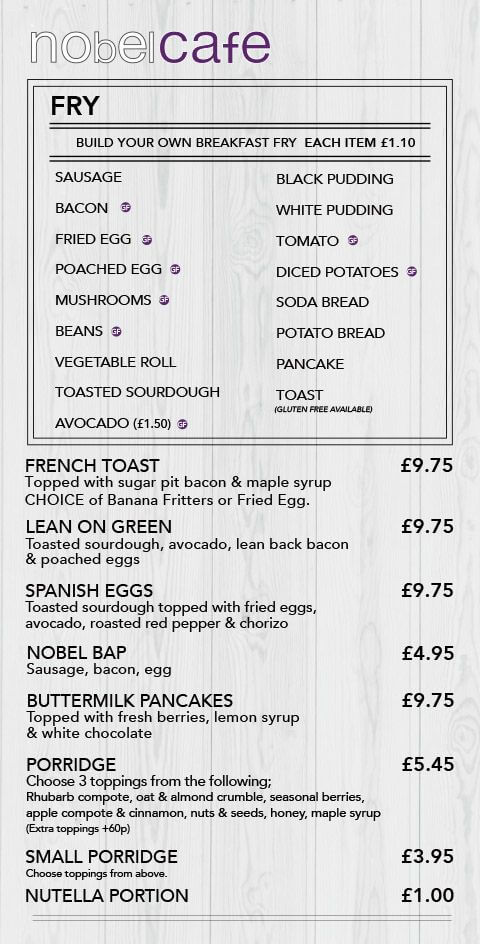 nobelcafe
FRY
BUILD YOUR OWN BREAKFAST FRY EACH ITEM £1.10
SAUSAGE
BACON GF
FRIED EGG GF
POACHED EGG GF
MUSHROOMS GF
BEANS GF
VEGETABLE ROLL
TOASTED SOURDOUGH
AVOCADO (£1.50) GF
BLACK PUDDING
WHITE PUDDING
TOMATO GF
DICED POTATOES GF
SODA BREAD
POTATO BREAD
PANCAKE
TOAST
(GLUTEN FREE AVAILABLE)
FRENCH TOAST £9.75
Topped with sugar pit bacon & maple syrup
CHOICE of Banana Fritters or Fried Egg.
LEAN ON GREEN £9.75
Toasted sourdough, avocado, lean back bacon
& poached eggs
SPANISH EGGS £9.75
Toasted sourdough topped with fried eggs,
avocado, roasted red pepper & chorizo
NOBEL BAP £4.95
Sausage, bacon, egg
BUTTERMILK PANCAKES £9.75
Topped with fresh berries, lemon syrup
& white chocolate
PORRIDGE £5.45
Choose 3 toppings from the following;
Rhubarb compote, oat & almond crumble, seasonal berries,
apple compote & cinnamon, nuts & seeds, honey, maple syrup
(Extra toppings +60p)
SMALL PORRIDGE £3.95
Choose toppings from above.
NUTELLA PORTION £1.00